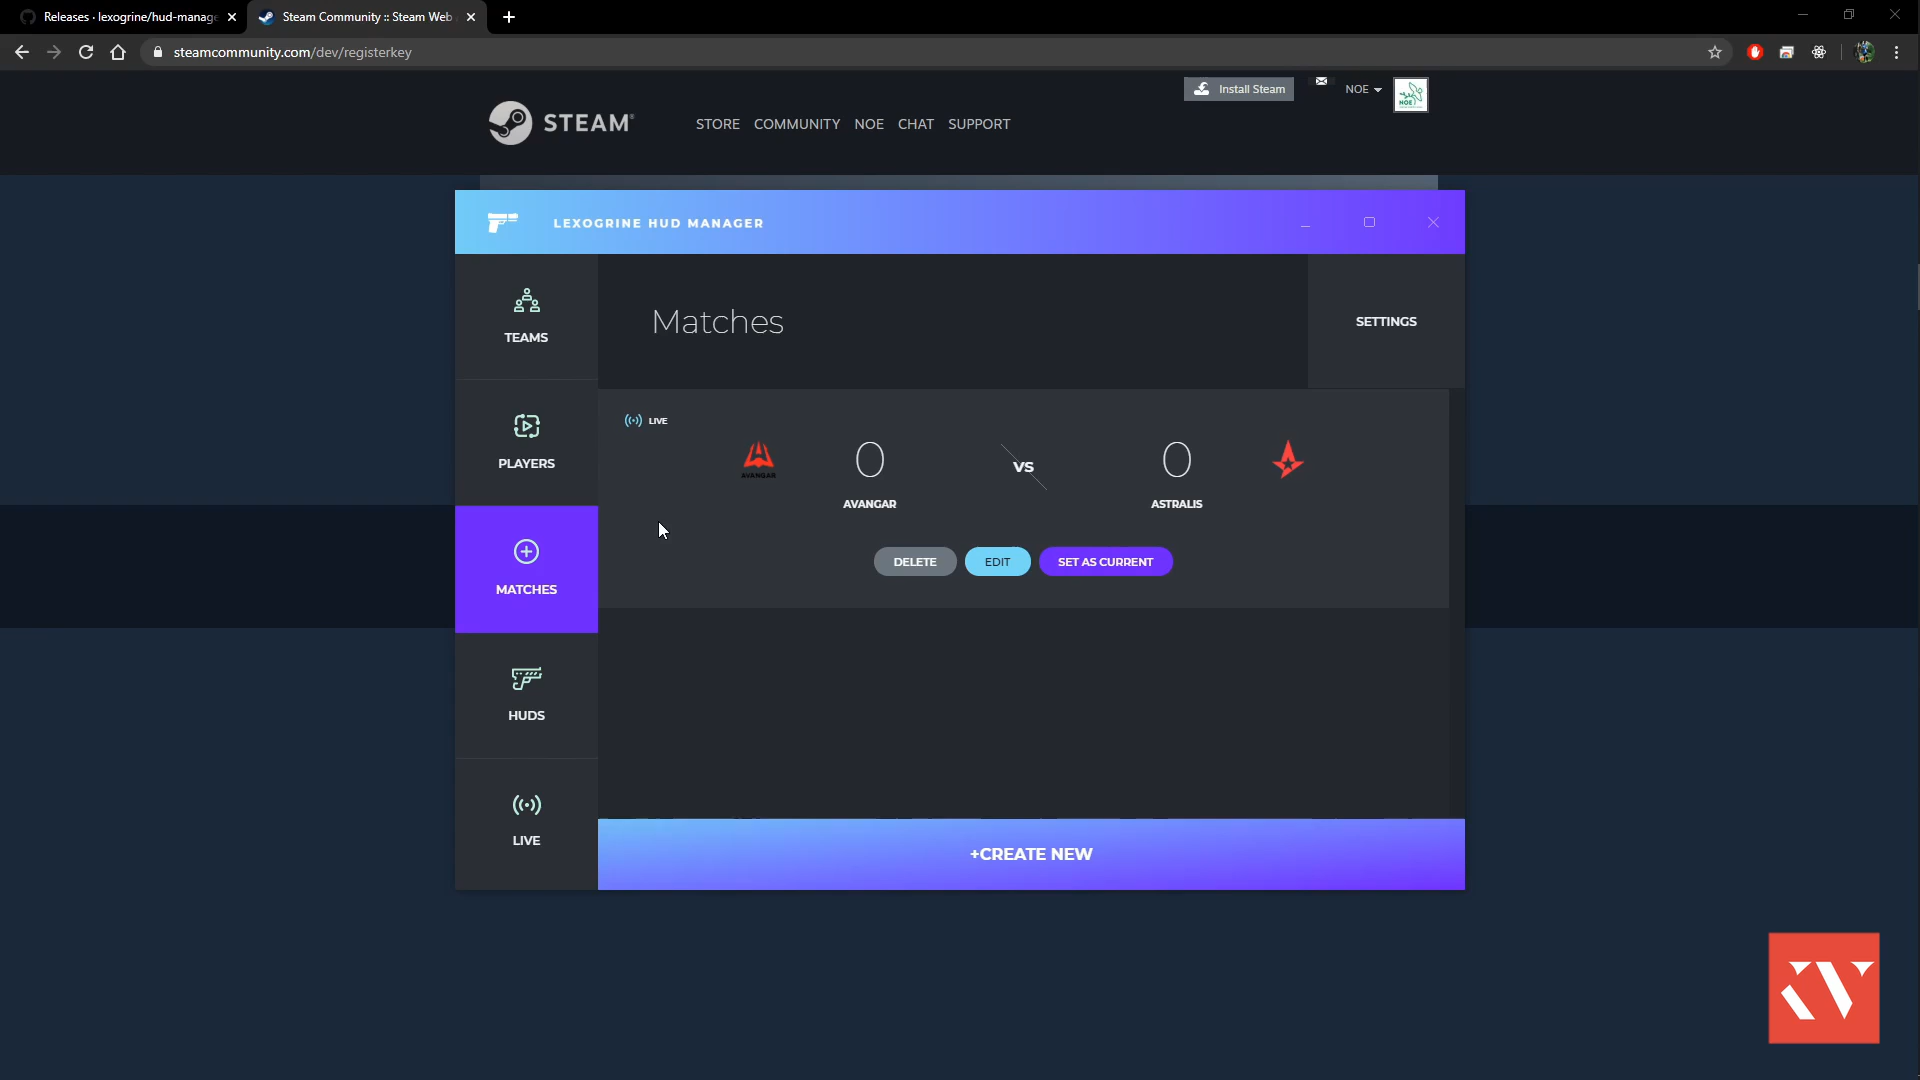 Releases · lexogrine/hud-manage
Steam Community :: Steam Web
steamcommunity.com/dev/registerkey
Install Steam
NOE
STEAM®
STORE COMMUNITY NOE CHAT SUPPORT
NOE
LEXOGRINE HUD MANAGER
TEAMS
Matches
SETTINGS
PLAYERS
LIVE
AVANGAR
0
VS
0
AVANGAR
ASTRALIS
DELETE
EDIT
SET AS CURRENT
MATCHES
HUDS
LIVE
+CREATE NEW